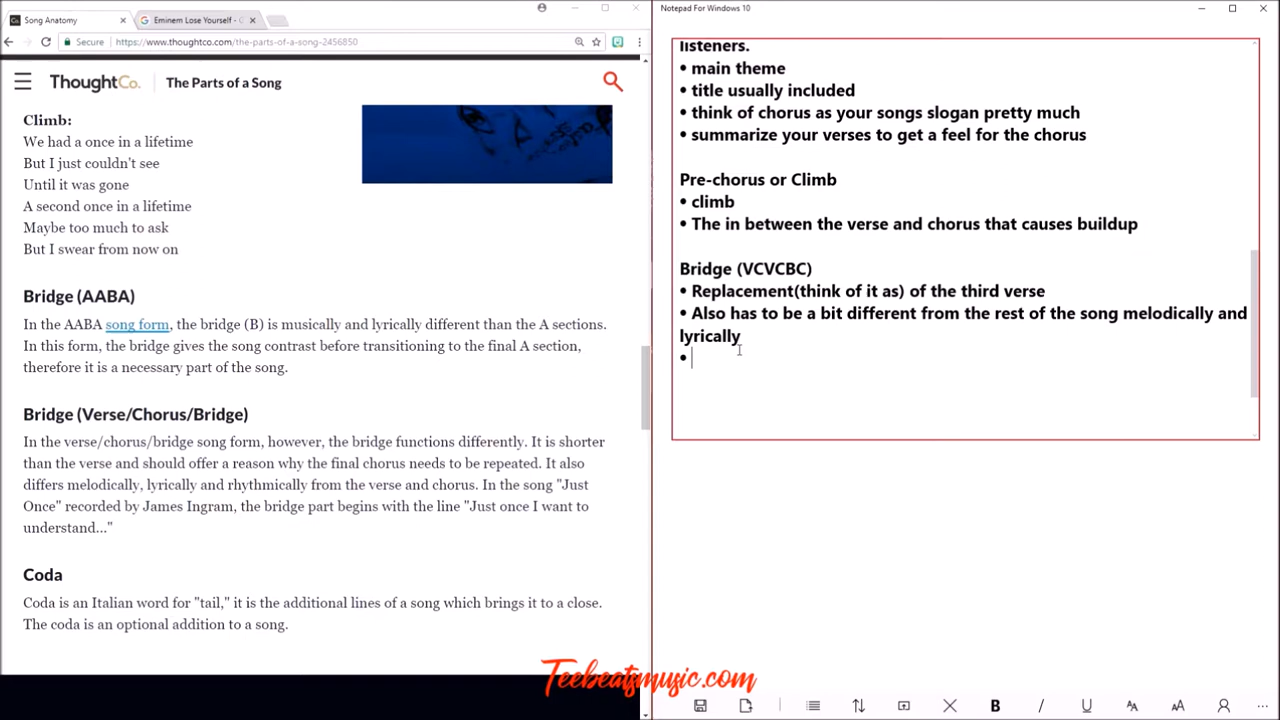 Song Anatomy
Eminem Lose Yourself - G
Secure https://www.thoughtco.com/the-parts-of-a-song-2456850
ThoughtCo.
The Parts of a Song
Climb:
We had a once in a lifetime
But I just couldn't see
Until it was gone
A second once in a lifetime
Maybe too much to ask
But I swear from now on
Bridge (AABA)
In the AABA song form, the bridge (B) is musically and lyrically different than the A sections.
In this form, the bridge gives the song contrast before transitioning to the final A section,
therefore it is a necessary part of the song.
Bridge (Verse/Chorus/Bridge)
In the verse/chorus/bridge song form, however, the bridge functions differently. It is shorter
than the verse and should offer a reason why the final chorus needs to be repeated. It also
differs melodically, lyrically and rhythmically from the verse and chorus. In the song "Just
Once" recorded by James Ingram, the bridge part begins with the line "Just once I want to
understand..."
Coda
Coda is an Italian word for "tail," it is the additional lines of a song which brings it to a close.
The coda is an optional addition to a song.
Notepad For Windows 10
listeners.
• main theme
• title usually included
• think of chorus as your songs slogan pretty much
• summarize your verses to get a feel for the chorus
Pre-chorus or Climb
• climb
• The in between the verse and chorus that causes buildup
Bridge (VCVCBC)
• Replacement(think of it as) of the third verse
• Also has to be a bit different from the rest of the song melodically and
lyrically
•
Teebeatsmusic.com
B I U A A